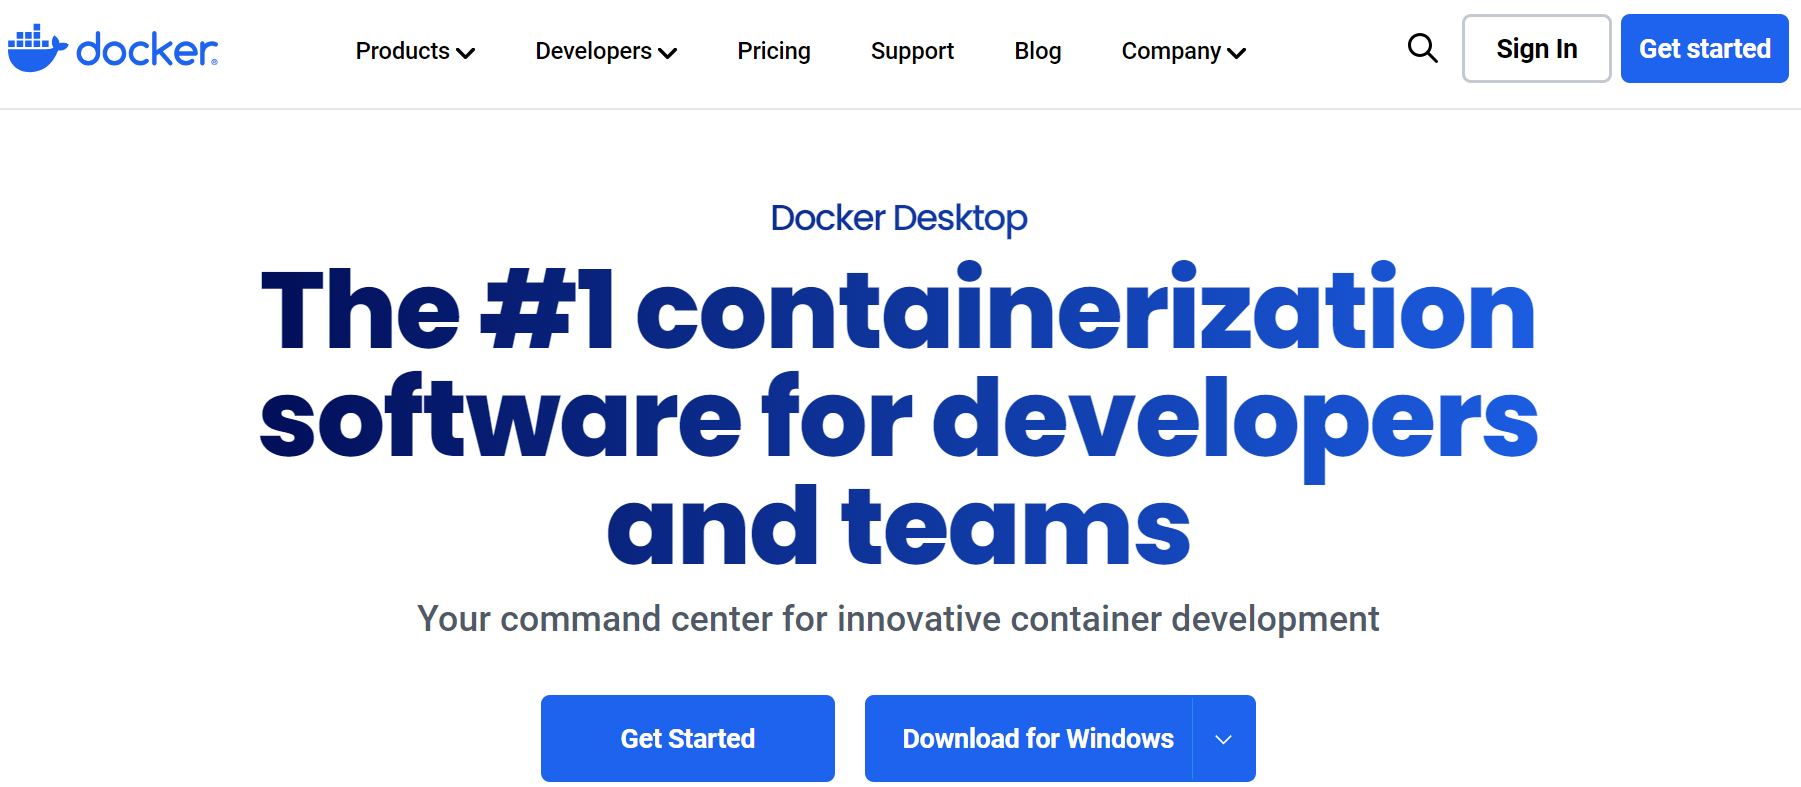 docker®
Products
Developers
Pricing
Support
Blog
Company
Sign In
Get started
Docker Desktop
The #1 containerization
software for developers
and teams
Your command center for innovative container development
Get Started
Download for Windows